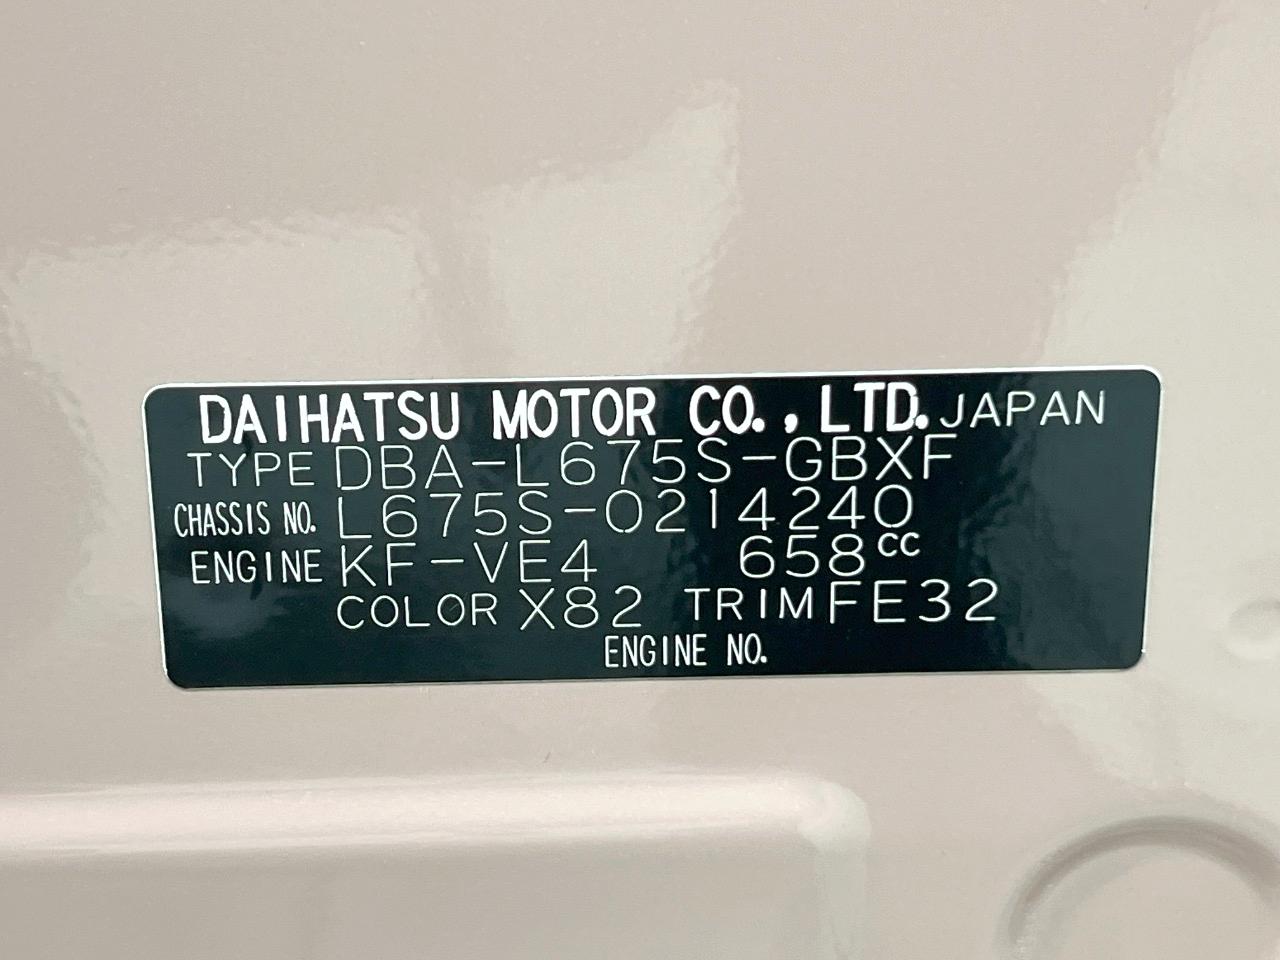 DAIHATSU MOTOR CO., LTD. JAPAN
TYPE DBA-L675S-GBXF
CHASSIS NO. L675S-0214240
ENGINE KF-VE4 658cc
COLOR X82 TRIM FE32
ENGINE NO.